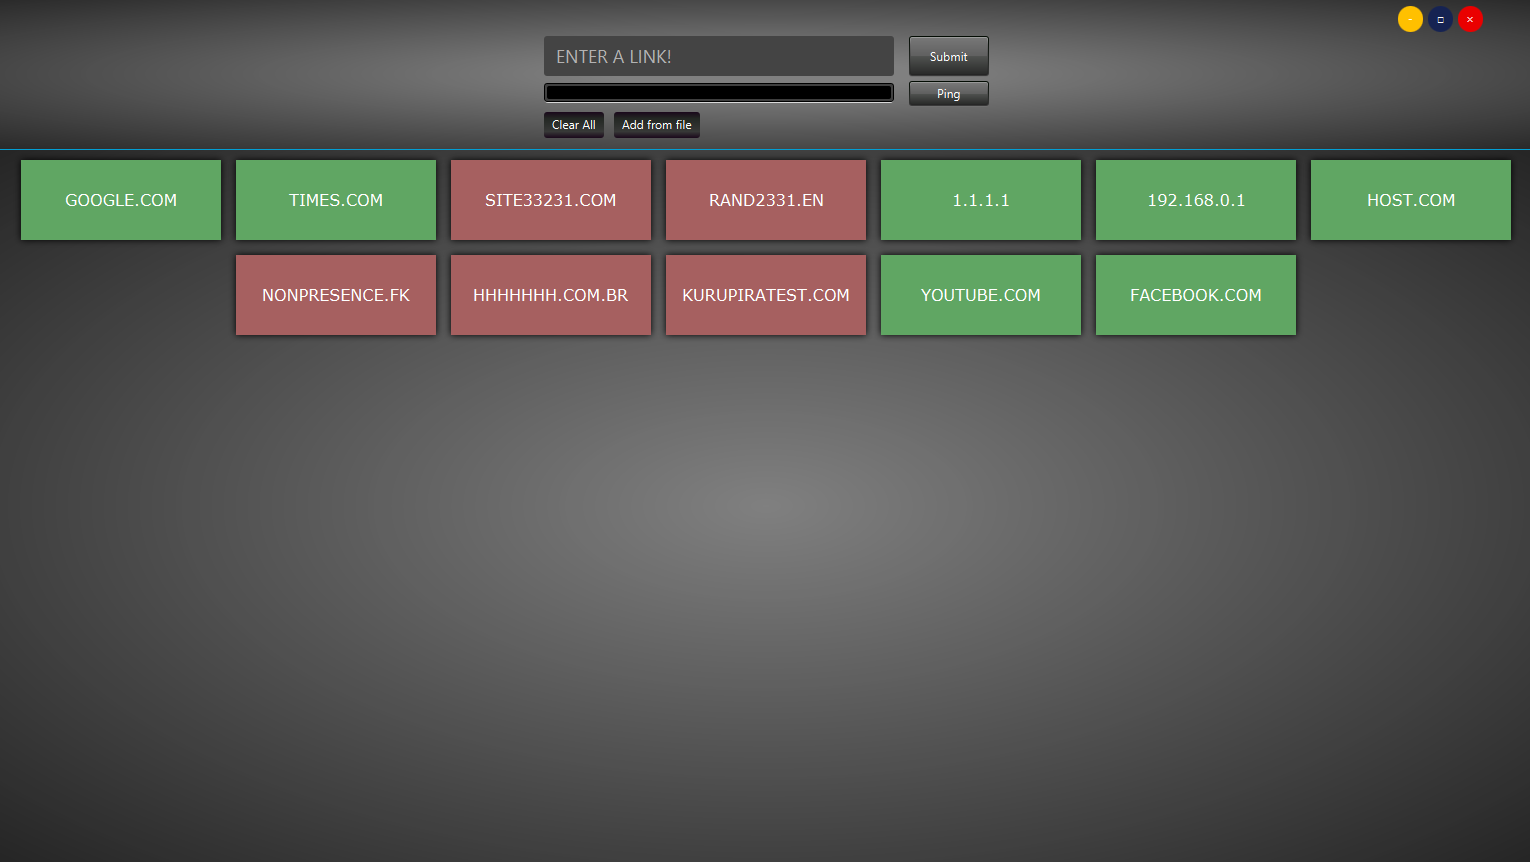 ENTER A LINK!
Submit
Ping
Clear All
Add from file
GOOGLE.COM
TIMES.COM
SITE33231.COM
RAND2331.EN
1.1.1.1
192.168.0.1
HOST.COM
NONPRESENCE.FK
HHHHHHH.COM.BR
KURUPIRATEST.COM
YOUTUBE.COM
FACEBOOK.COM